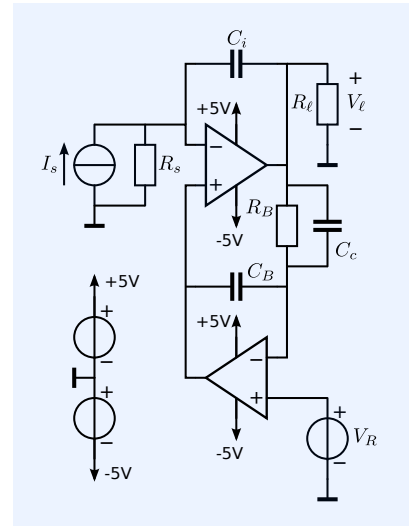 C_i
+5V
R_ℓ
+
V_ℓ
−
I_s
R_s
−
+
-5V
R_B
C_c
C_B
+5V
+5V
+
−
−
+
+
−
-5V
+
V_R
−
-5V